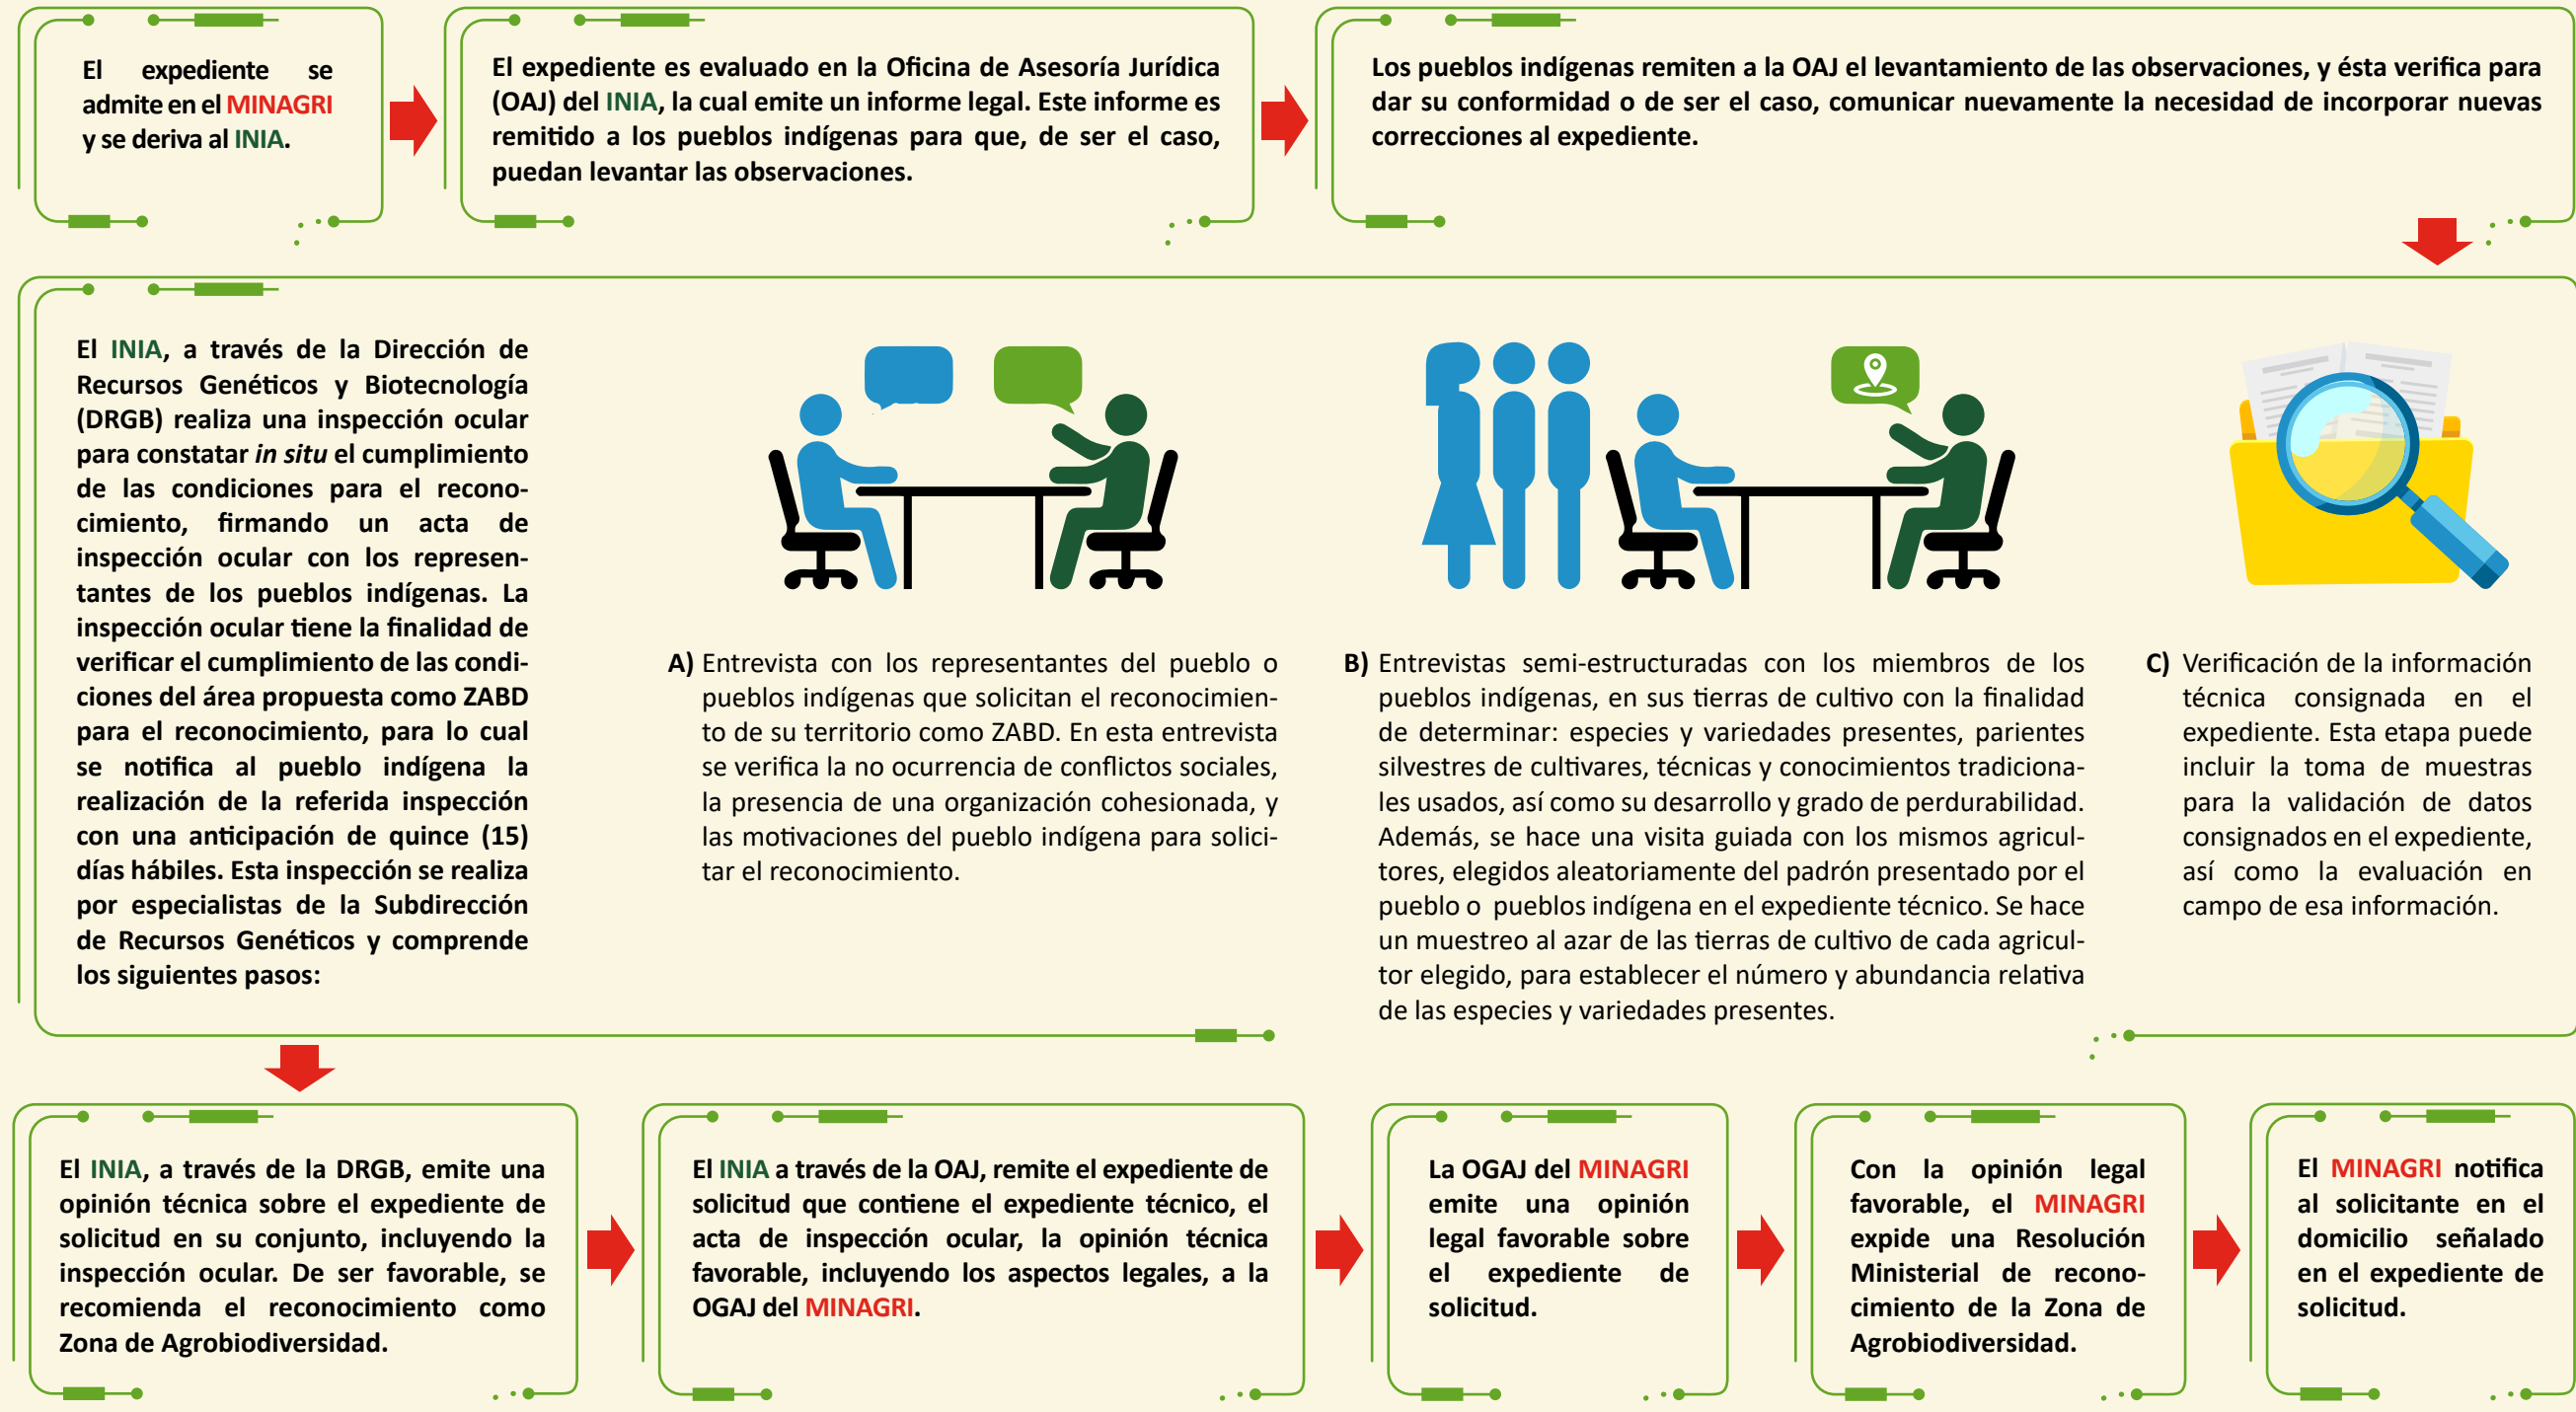 El expediente se
admite en el MINAGRI
y se deriva al INIA.
El expediente es evaluado en la Oficina de Asesoría Jurídica
(OAJ) del INIA, la cual emite un informe legal. Este informe es
remitido a los pueblos indígenas para que, de ser el caso,
puedan levantar las observaciones.
Los pueblos indígenas remiten a la OAJ el levantamiento de las observaciones, y ésta verifica para
dar su conformidad o de ser el caso, comunicar nuevamente la necesidad de incorporar nuevas
correcciones al expediente.
El INIA, a través de la Dirección de
Recursos Genéticos y Biotecnología
(DRGB) realiza una inspección ocular
para constatar in situ el cumplimiento
de las condiciones para el recono-
cimiento, firmando un acta de
inspección ocular con los represen-
tantes de los pueblos indígenas. La
inspección ocular tiene la finalidad de
verificar el cumplimiento de las condi-
ciones del área propuesta como ZABD
para el reconocimiento, para lo cual
se notifica al pueblo indígena la
realización de la referida inspección
con una anticipación de quince (15)
días hábiles. Esta inspección se realiza
por especialistas de la Subdirección
de Recursos Genéticos y comprende
los siguientes pasos:
A) Entrevista con los representantes del pueblo o
pueblos indígenas que solicitan el reconocimien-
to de su territorio como ZABD. En esta entrevista
se verifica la no ocurrencia de conflictos sociales,
la presencia de una organización cohesionada, y
las motivaciones del pueblo indígena para solici-
tar el reconocimiento.
B) Entrevistas semi-estructuradas con los miembros de los
pueblos indígenas, en sus tierras de cultivo con la finalidad
de determinar: especies y variedades presentes, parientes
silvestres de cultivares, técnicas y conocimientos tradiciona-
les usados, así como su desarrollo y grado de perdurabilidad.
Además, se hace una visita guiada con los mismos agricul-
tores, elegidos aleatoriamente del padrón presentado por el
pueblo o pueblos indígena en el expediente técnico. Se hace
un muestreo al azar de las tierras de cultivo de cada agricul-
tor elegido, para establecer el número y abundancia relativa
de las especies y variedades presentes.
C) Verificación de la información
técnica consignada en el
expediente. Esta etapa puede
incluir la toma de muestras
para la validación de datos
consignados en el expediente,
así como la evaluación en
campo de esa información.
El INIA, a través de la DRGB, emite una
opinión técnica sobre el expediente de
solicitud en su conjunto, incluyendo la
inspección ocular. De ser favorable, se
recomienda el reconocimiento como
Zona de Agrobiodiversidad.
El INIA a través de la OAJ, remite el expediente de
solicitud que contiene el expediente técnico, el
acta de inspección ocular, la opinión técnica
favorable, incluyendo los aspectos legales, a la
OGAJ del MINAGRI.
La OGAJ del MINAGRI
emite una opinión
legal favorable sobre
el expediente de
solicitud.
Con la opinión legal
favorable, el MINAGRI
expide una Resolución
Ministerial de recono-
cimiento de la Zona de
Agrobiodiversidad.
El MINAGRI notifica
al solicitante en el
domicilio señalado
en el expediente de
solicitud.